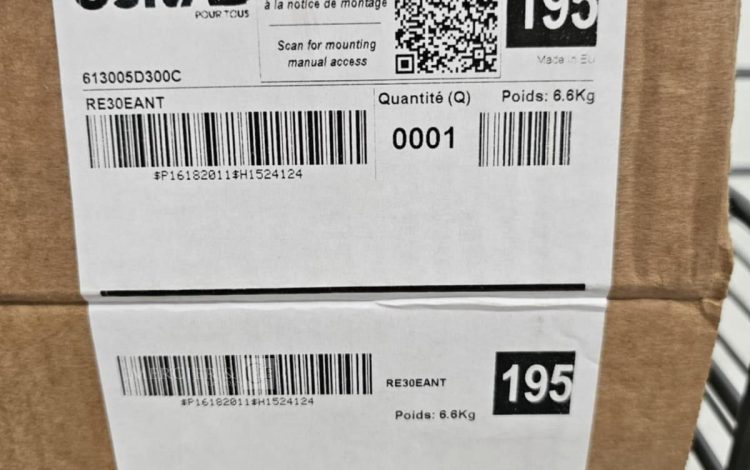 POUR TOUS
à la notice de montage
Scan for mounting
manual access
195
Made in EU
613005D300C
RE30EANT
Quantité (Q)
Poids: 6.6Kg
0001
$P16182011$H1524124
RE30EANT
195
$P16182011$H1524124
Poids: 6.6Kg